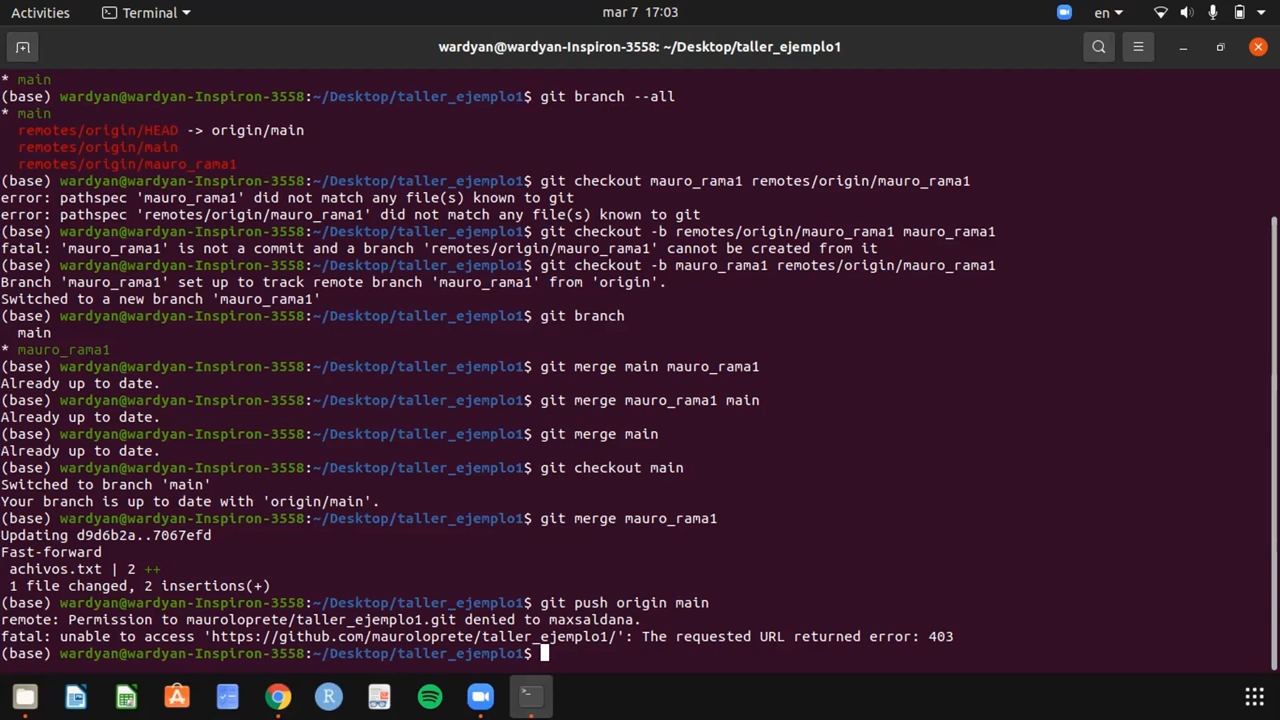 Activities
Terminal
mar 7 17:03
en
wardyan@wardyan-Inspiron-3558: ~/Desktop/taller_ejemplo1
* main
(base) wardyan@wardyan-Inspiron-3558:~/Desktop/taller_ejemplo1$ git branch --all
* main
remotes/origin/HEAD -> origin/main
remotes/origin/main
remotes/origin/mauro_rama1
(base) wardyan@wardyan-Inspiron-3558:~/Desktop/taller_ejemplo1$ git checkout mauro_rama1 remotes/origin/mauro_rama1
error: pathspec 'mauro_rama1' did not match any file(s) known to git
error: pathspec 'remotes/origin/mauro_rama1' did not match any file(s) known to git
(base) wardyan@wardyan-Inspiron-3558:~/Desktop/taller_ejemplo1$ git checkout -b remotes/origin/mauro_rama1 mauro_rama1
fatal: 'mauro_rama1' is not a commit and a branch 'remotes/origin/mauro_rama1' cannot be created from it
(base) wardyan@wardyan-Inspiron-3558:~/Desktop/taller_ejemplo1$ git checkout -b mauro_rama1 remotes/origin/mauro_rama1
Branch 'mauro_rama1' set up to track remote branch 'mauro_rama1' from 'origin'.
Switched to a new branch 'mauro_rama1'
(base) wardyan@wardyan-Inspiron-3558:~/Desktop/taller_ejemplo1$ git branch
main
* mauro_rama1
(base) wardyan@wardyan-Inspiron-3558:~/Desktop/taller_ejemplo1$ git merge main mauro_rama1
Already up to date.
(base) wardyan@wardyan-Inspiron-3558:~/Desktop/taller_ejemplo1$ git merge mauro_rama1 main
Already up to date.
(base) wardyan@wardyan-Inspiron-3558:~/Desktop/taller_ejemplo1$ git merge main
Already up to date.
(base) wardyan@wardyan-Inspiron-3558:~/Desktop/taller_ejemplo1$ git checkout main
Switched to branch 'main'
Your branch is up to date with 'origin/main'.
(base) wardyan@wardyan-Inspiron-3558:~/Desktop/taller_ejemplo1$ git merge mauro_rama1
Updating d9d6b2a..7067efd
Fast-forward
achivos.txt | 2 ++
1 file changed, 2 insertions(+)
(base) wardyan@wardyan-Inspiron-3558:~/Desktop/taller_ejemplo1$ git push origin main
remote: Permission to mauroloprete/taller_ejemplo1.git denied to maxsaldana.
fatal: unable to access 'https://github.com/mauroloprete/taller_ejemplo1/': The requested URL returned error: 403
(base) wardyan@wardyan-Inspiron-3558:~/Desktop/taller_ejemplo1$